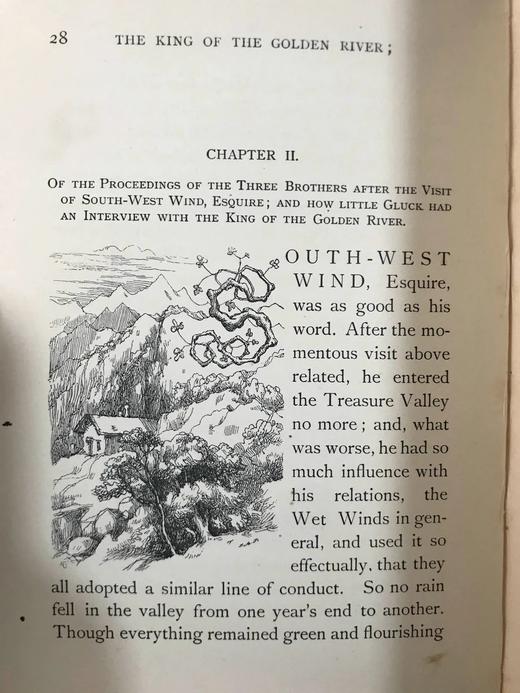 28 THE KING OF THE GOLDEN RIVER;
CHAPTER II.
OF THE PROCEEDINGS OF THE THREE BROTHERS AFTER THE VISIT
OF SOUTH-WEST WIND, ESQUIRE; AND HOW LITTLE GLUCK HAD
AN INTERVIEW WITH THE KING OF THE GOLDEN RIVER.
SOUTH-WEST
WIND, Esquire,
was as good as his
word. After the mo-
mentous visit above
related, he entered
the Treasure Valley
no more; and, what
was worse, he had so
much influence with
his relations, the
Wet Winds in gen-
eral, and used it so
effectually, that they
all adopted a similar line of conduct. So no rain
fell in the valley from one year's end to another.
Though everything remained green and flourishing